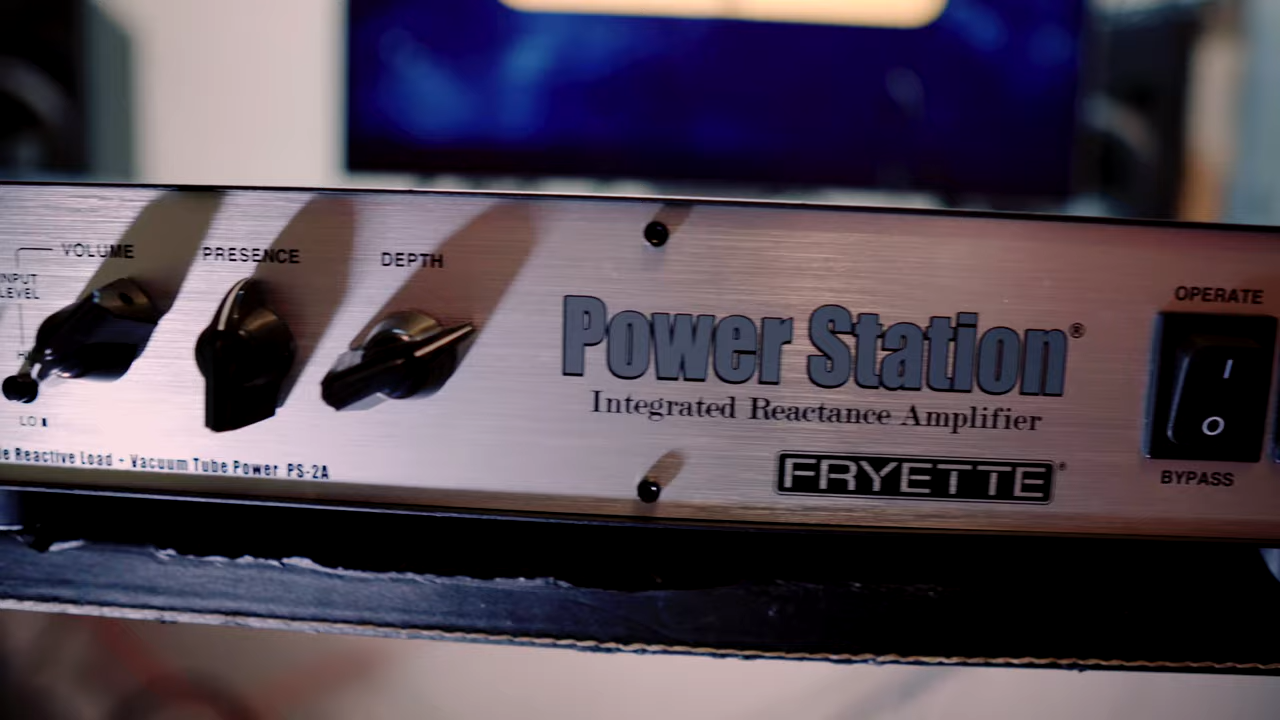 VOLUME
PRESENCE
DEPTH
INPUT
LEVEL
LO
Power Station®
Integrated Reactance Amplifier
FRYETTE®
Reactive Load - Vacuum Tube Power PS-2A
OPERATE
I
O
BYPASS